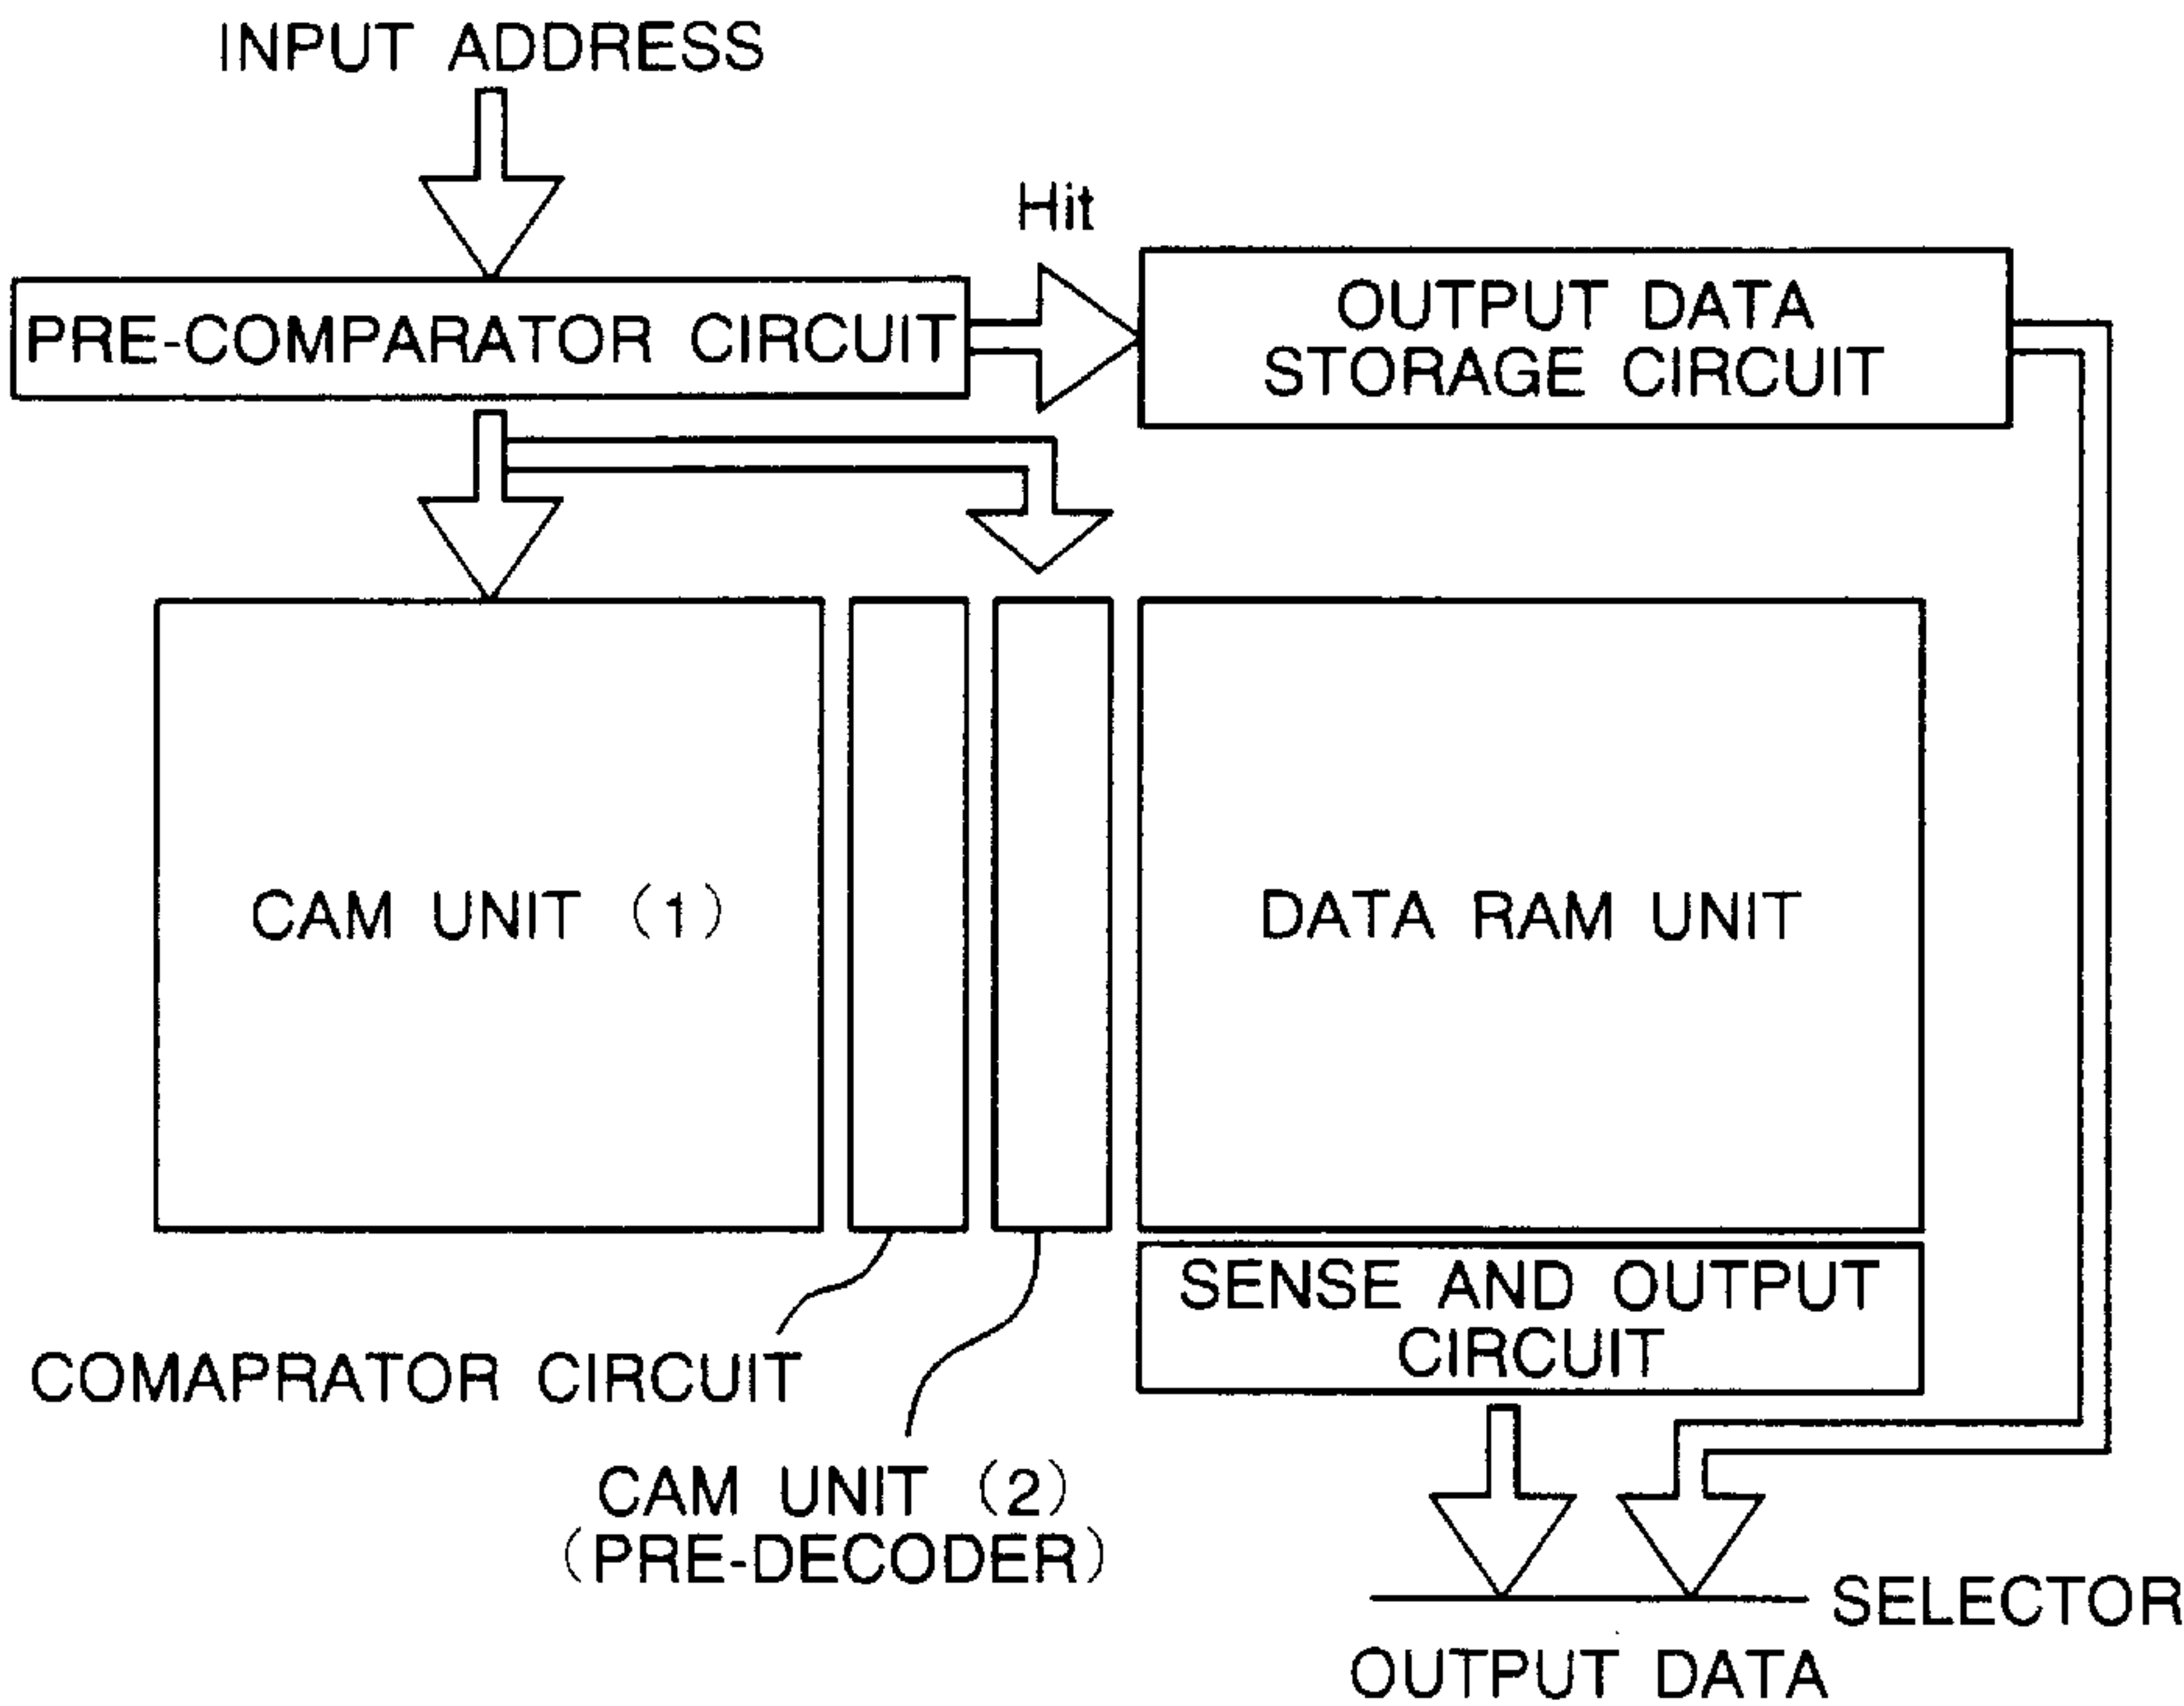 INPUT ADDRESS
Hit
PRE-COMPARATOR CIRCUIT
OUTPUT DATA
STORAGE CIRCUIT
CAM UNIT (1)
DATA RAM UNIT
SENSE AND OUTPUT
CIRCUIT
COMAPRATOR CIRCUIT
CAM UNIT (2)
(PRE-DECODER)
SELECTOR
OUTPUT DATA